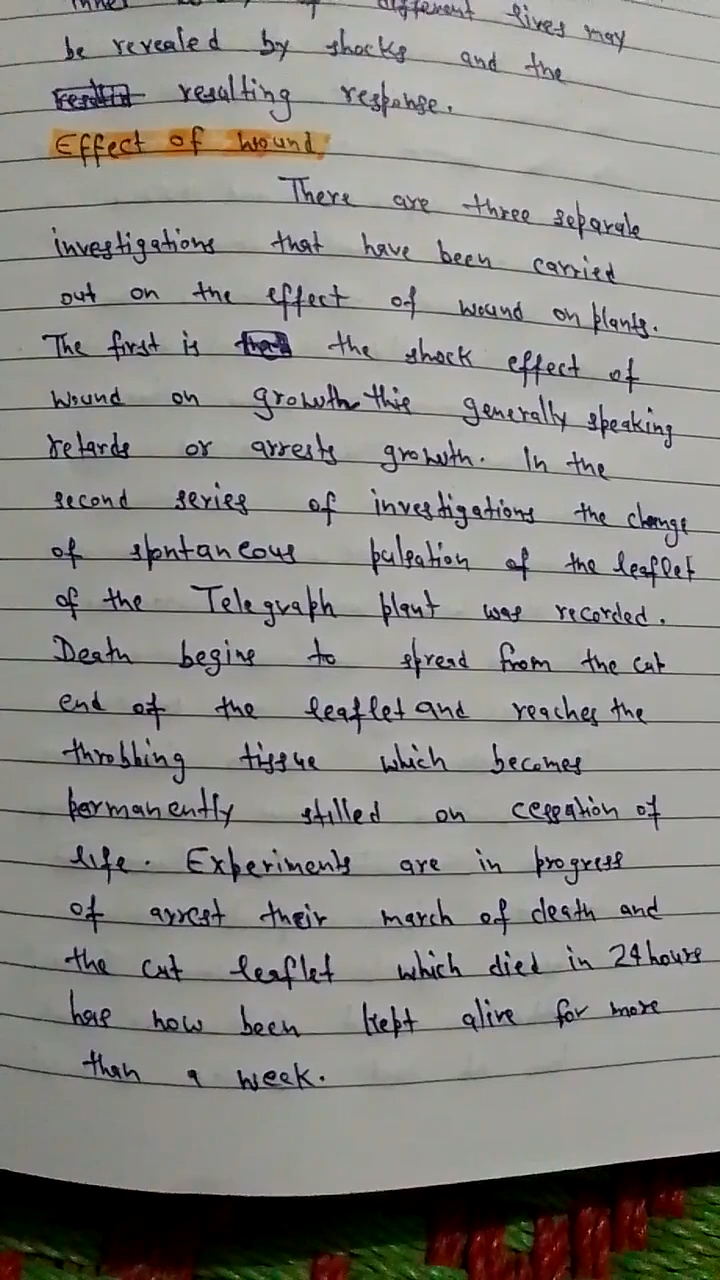 different lives may
be revealed by shocks and the
resulting response.
Effect of wound
There are three separate
investigations that have been carried
out on the effect of wound on plants.
The first is the shock effect of
wound on growth this generally speaking
retards or arrests growth. In the
second series of investigations the change
of spontaneous pulsation of the leaflet
of the Telegraph plant was recorded.
Death begins to spread from the cut
end of the leaflet and reaches the
throbbing tissue which becomes
permanently stilled on cessation of
life. Experiments are in progress
of arrest their march of death and
the cut leaflet which died in 24 hours
has now been kept alive for more
than a week.